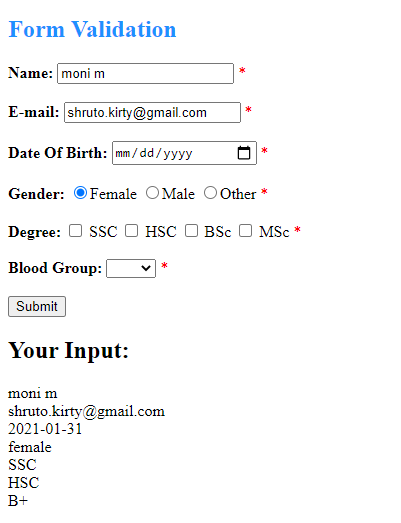 Form Validation
Name: moni m *
E-mail: shruto.kirty@gmail.com *
Date Of Birth: mm/dd/yyyy *
Gender: Female Male Other *
Degree: SSC HSC BSc MSc *
Blood Group: *
Submit
Your Input:
moni m
shruto.kirty@gmail.com
2021-01-31
female
SSC
HSC
B+